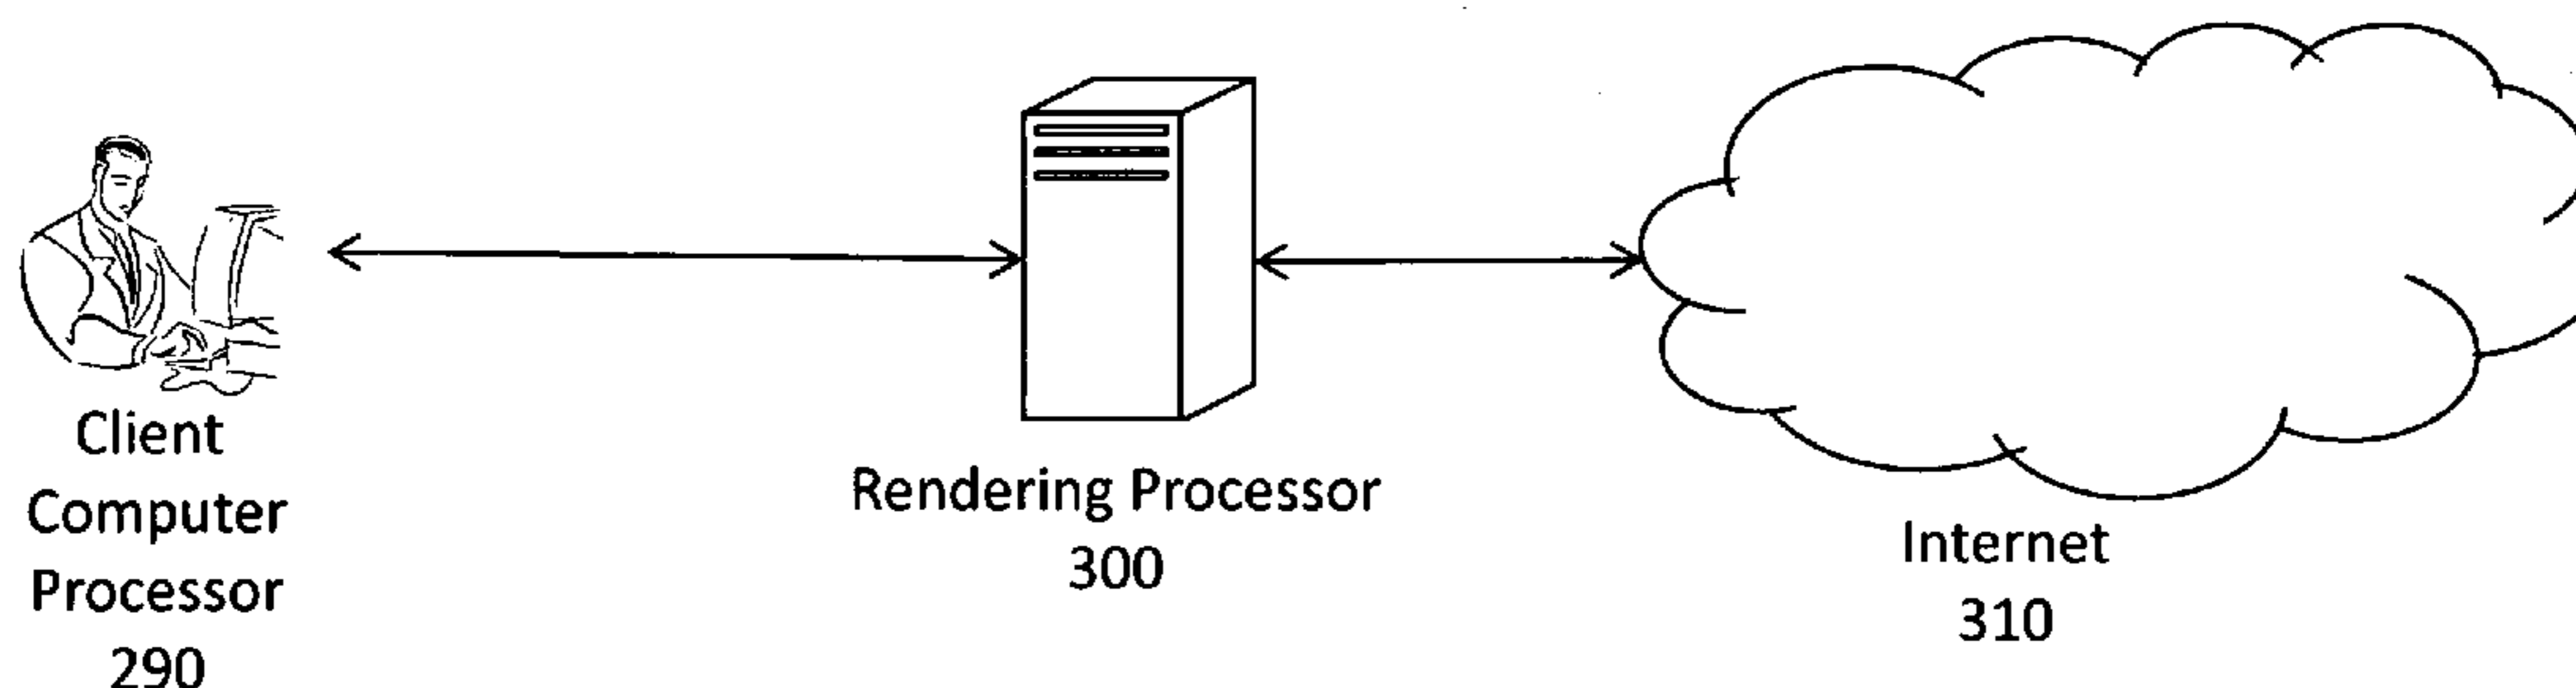 Client
Computer
Processor
290
Rendering Processor
300
Internet
310